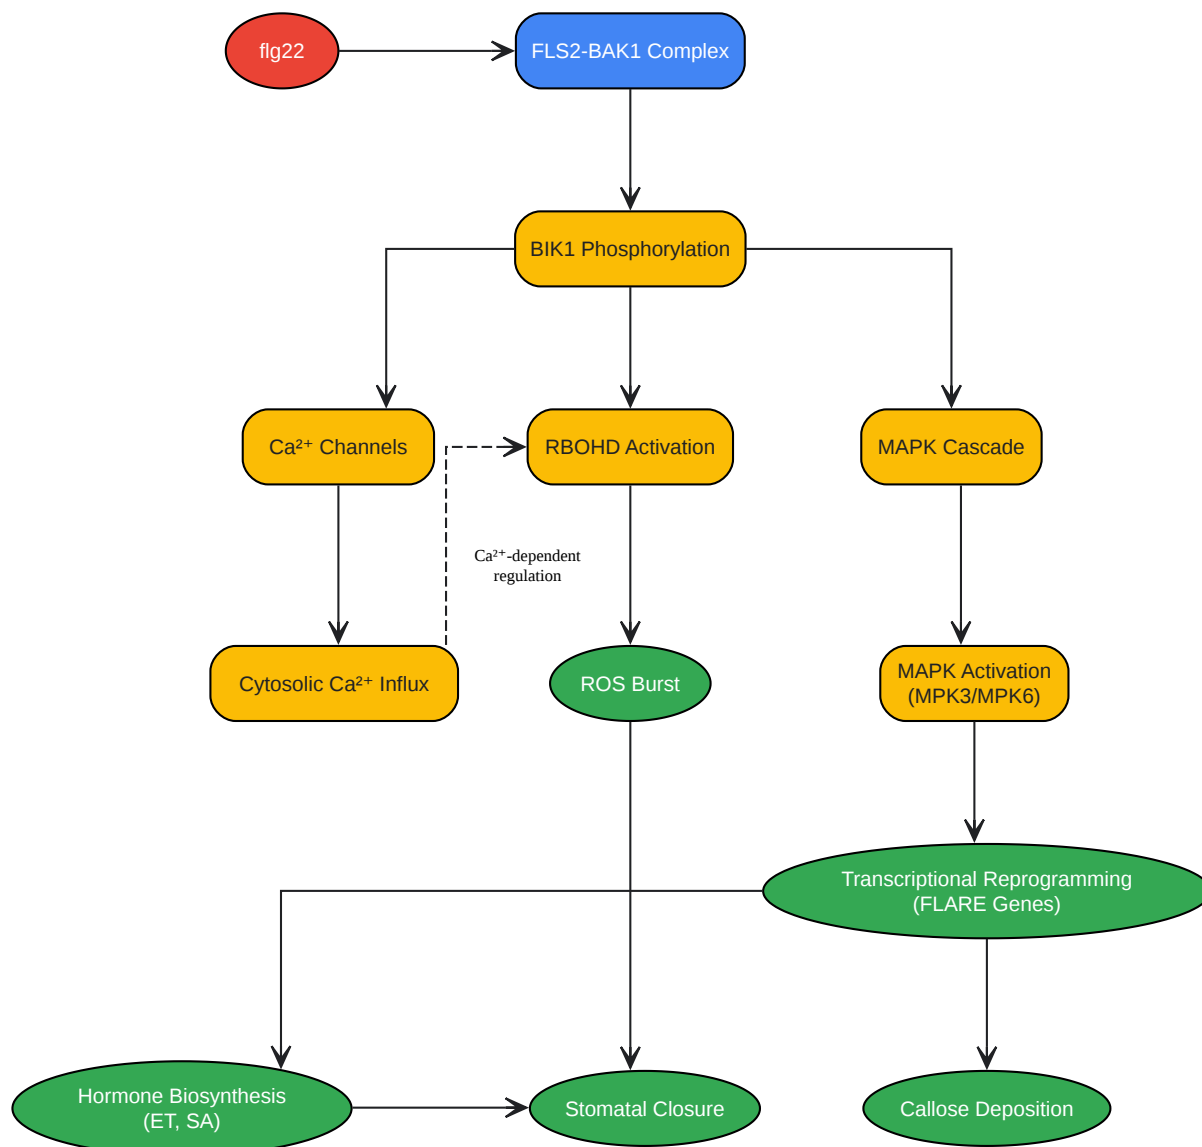 flg22
FLS2-BAK1 Complex
BIK1 Phosphorylation
Ca²⁺ Channels
RBOHD Activation
MAPK Cascade
Ca²⁺-dependent
regulation
Cytosolic Ca²⁺ Influx
ROS Burst
MAPK Activation
(MPK3/MPK6)
Transcriptional Reprogramming
(FLARE Genes)
Hormone Biosynthesis
(ET, SA)
Stomatal Closure
Callose Deposition